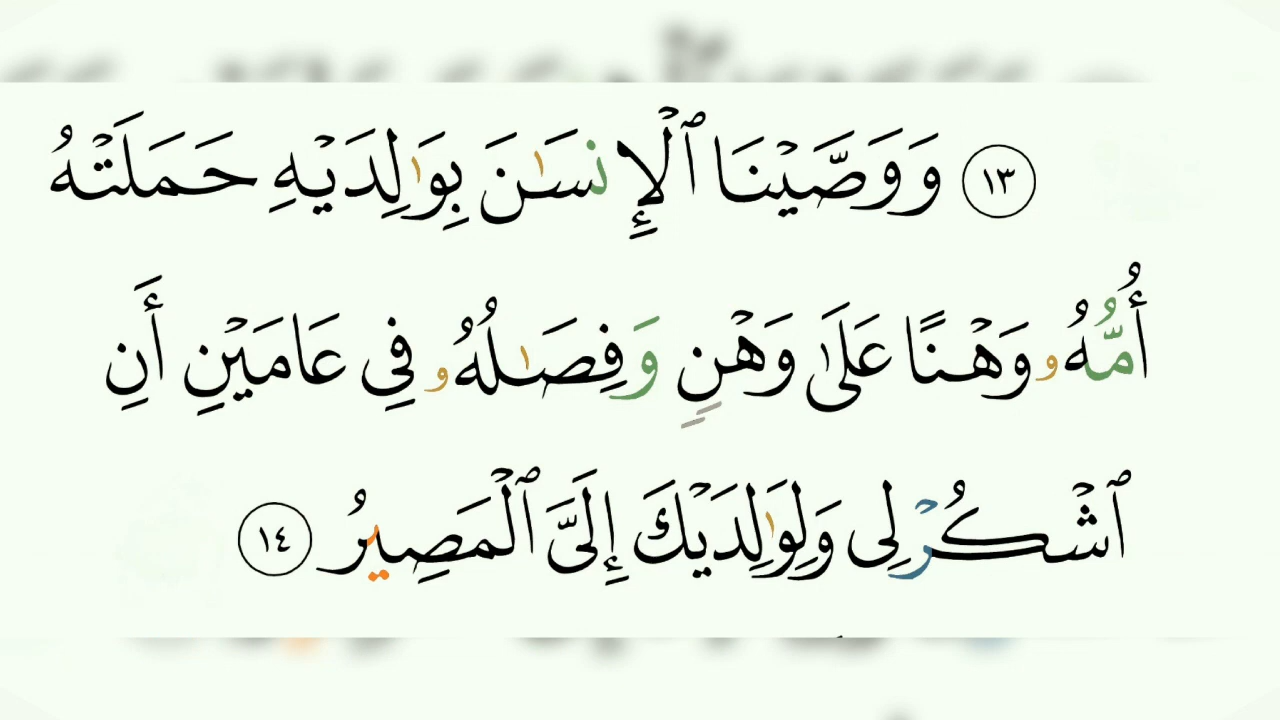 ١٣ وَوَصَّيْنَا ٱلْإِنسَٰنَ بِوَٰلِدَيْهِ حَمَلَتْهُ
أُمُّهُۥ وَهْنًا عَلَىٰ وَهْنٍ وَفِصَٰلُهُۥ فِى عَامَيْنِ أَنِ
ٱشْكُرْ لِى وَلِوَٰلِدَيْكَ إِلَىَّ ٱلْمَصِيرُ ١٤